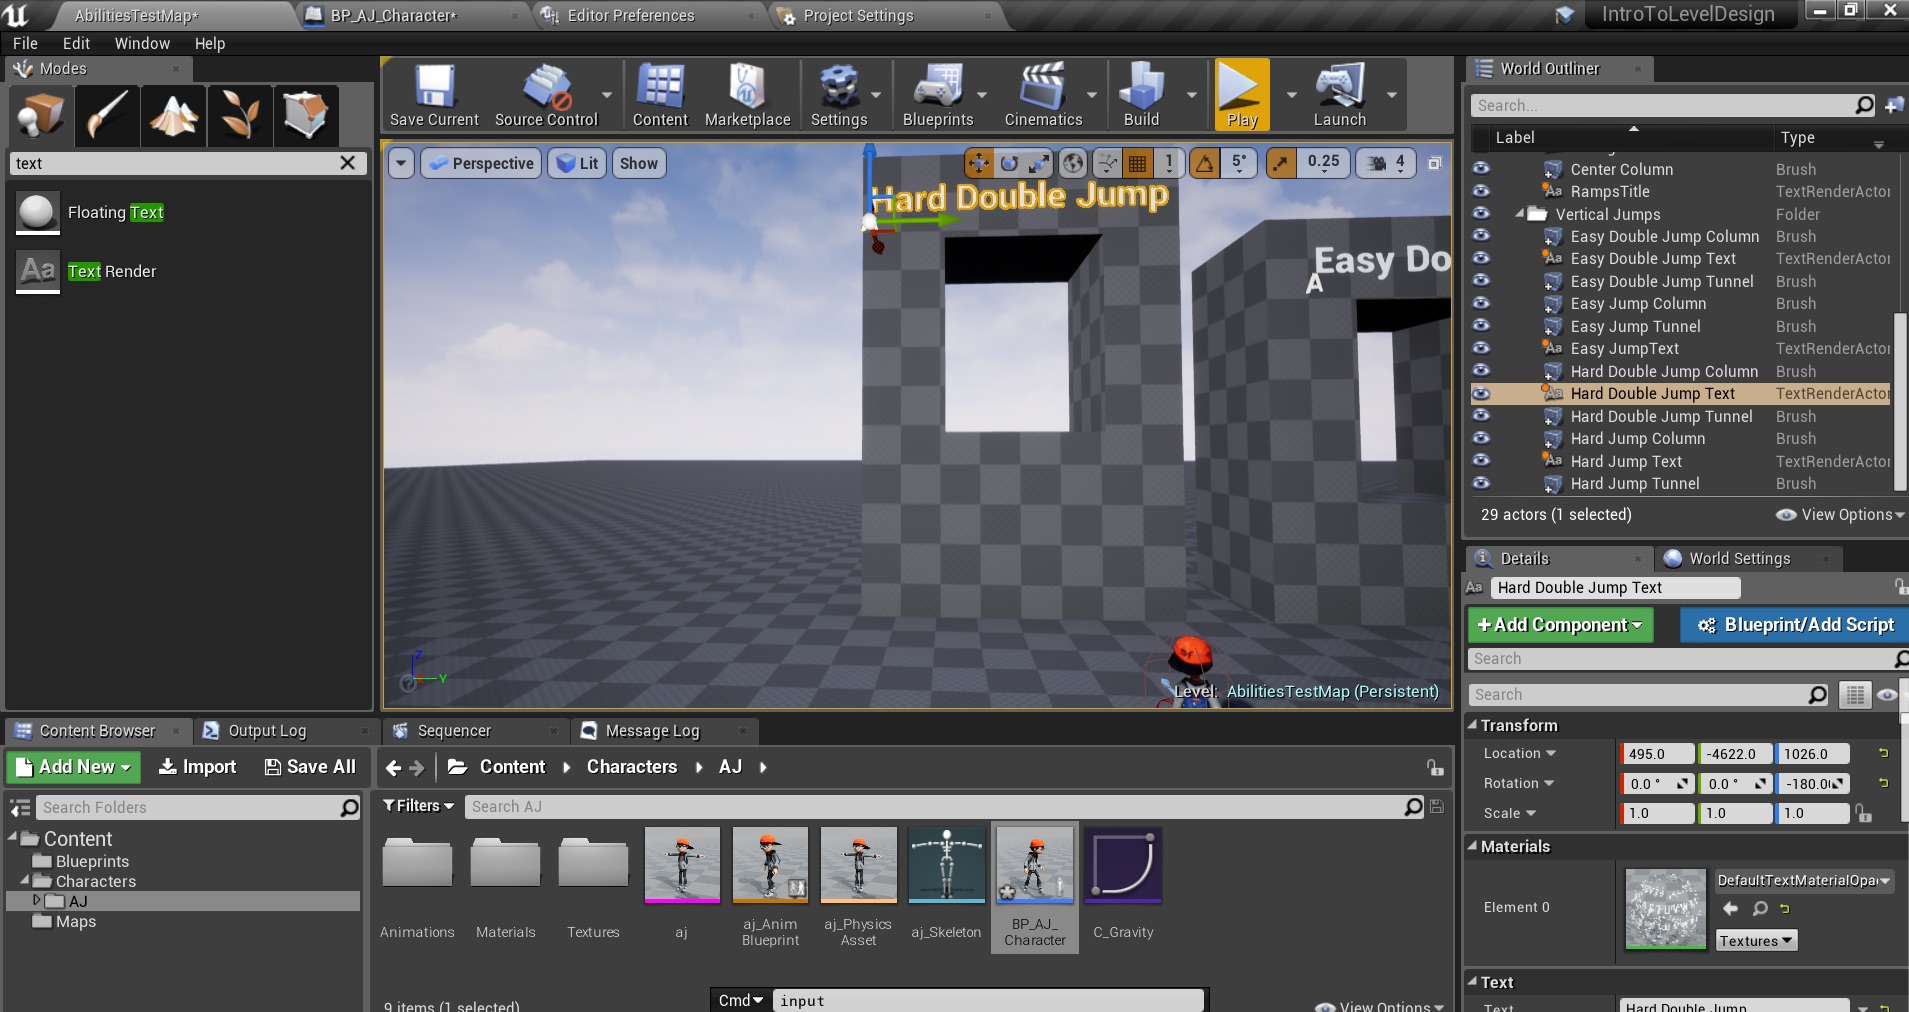 AbilitiesTestMap*
BP_AJ_Character*
Editor Preferences
Project Settings
IntroToLevelDesign
File Edit Window Help
Modes
text
Floating Text
Aa Text Render
Save Current
Source Control
Content
Marketplace
Settings
Blueprints
Cinematics
Build
Play
Launch
Perspective
Lit
Show
1
5°
0.25
4
Hard Double Jump
Easy Do
A
Z
Y
Level: AbilitiesTestMap (Persistent)
World Outliner
Search...
Label Type
Center Column Brush
RampsTitle TextRenderActor
Vertical Jumps Folder
Easy Double Jump Column Brush
Easy Double Jump Text TextRenderActor
Easy Double Jump Tunnel Brush
Easy Jump Column Brush
Easy Jump Tunnel Brush
Easy JumpText TextRenderActor
Hard Double Jump Column Brush
Hard Double Jump Text TextRenderActor
Hard Double Jump Tunnel Brush
Hard Jump Column Brush
Hard Jump Text TextRenderActor
Hard Jump Tunnel Brush
29 actors (1 selected)
View Options
Details
World Settings
Aa Hard Double Jump Text
+Add Component
Blueprint/Add Script
Search
Search
Transform
Location 495.0 -4622.0 1026.0
Rotation 0.0 ° 0.0 ° -180.0
Scale 1.0 1.0 1.0
Materials
Element 0
DefaultTextMaterialOpa
Textures
Text
Text Hard Double Jump
Content Browser
Output Log
Sequencer
Message Log
Add New
Import
Save All
Content
Characters
AJ
Search Folders
Filters
Search AJ
Content
Blueprints
Characters
AJ
Maps
Animations
Materials
Textures
aj
aj_Anim
Blueprint
aj_Physics
Asset
aj_Skeleton
BP_AJ_
Character
C_Gravity
9 items (1 selected)
Cmd
input
View Options